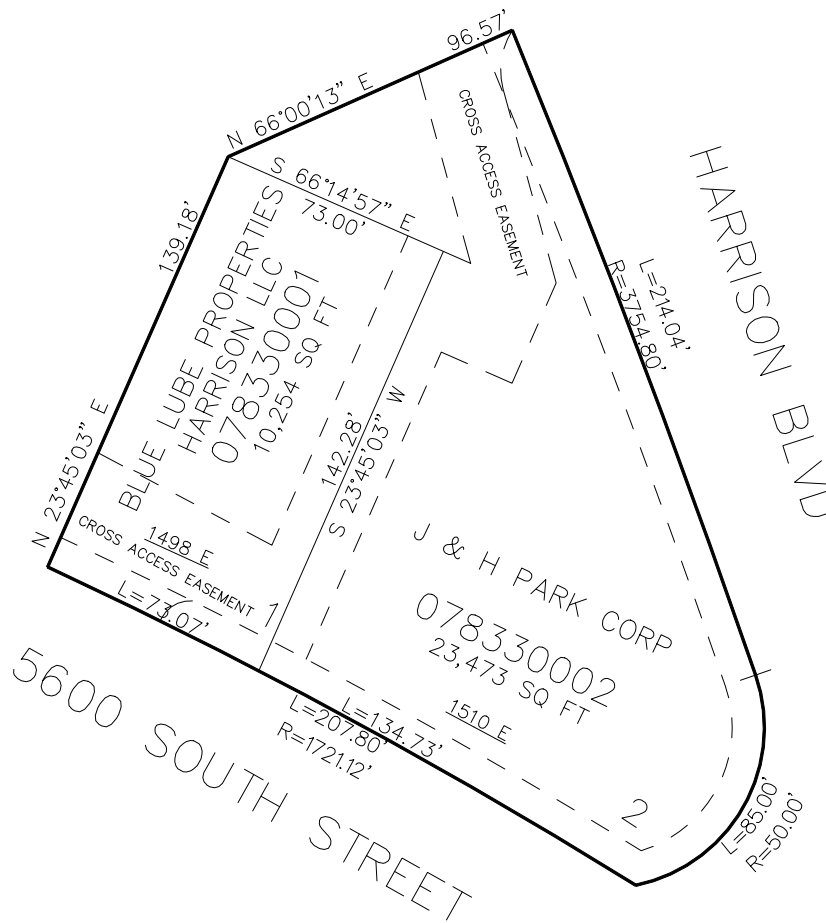 96.57'
N 66°00'13" E
S 66°14'57" E
73.00'
CROSS ACCESS EASEMENT
HARRISON BLVD
139.18'
N 23°45'03" E
L=214.04'
R=3754.80'
BLUE LUBE PROPERTIES
HARRISON LLC
078330001
10,254 SQ FT
142.28'
S 23°45'03" W
1498 E
CROSS ACCESS EASEMENT
1
L=73.07'
J & H PARK CORP
078330002
23,473 SQ FT
1510 E
L=134.73'
L=207.80'
R=1721.12'
2
L=85.00'
R=50.00'
5600 SOUTH STREET